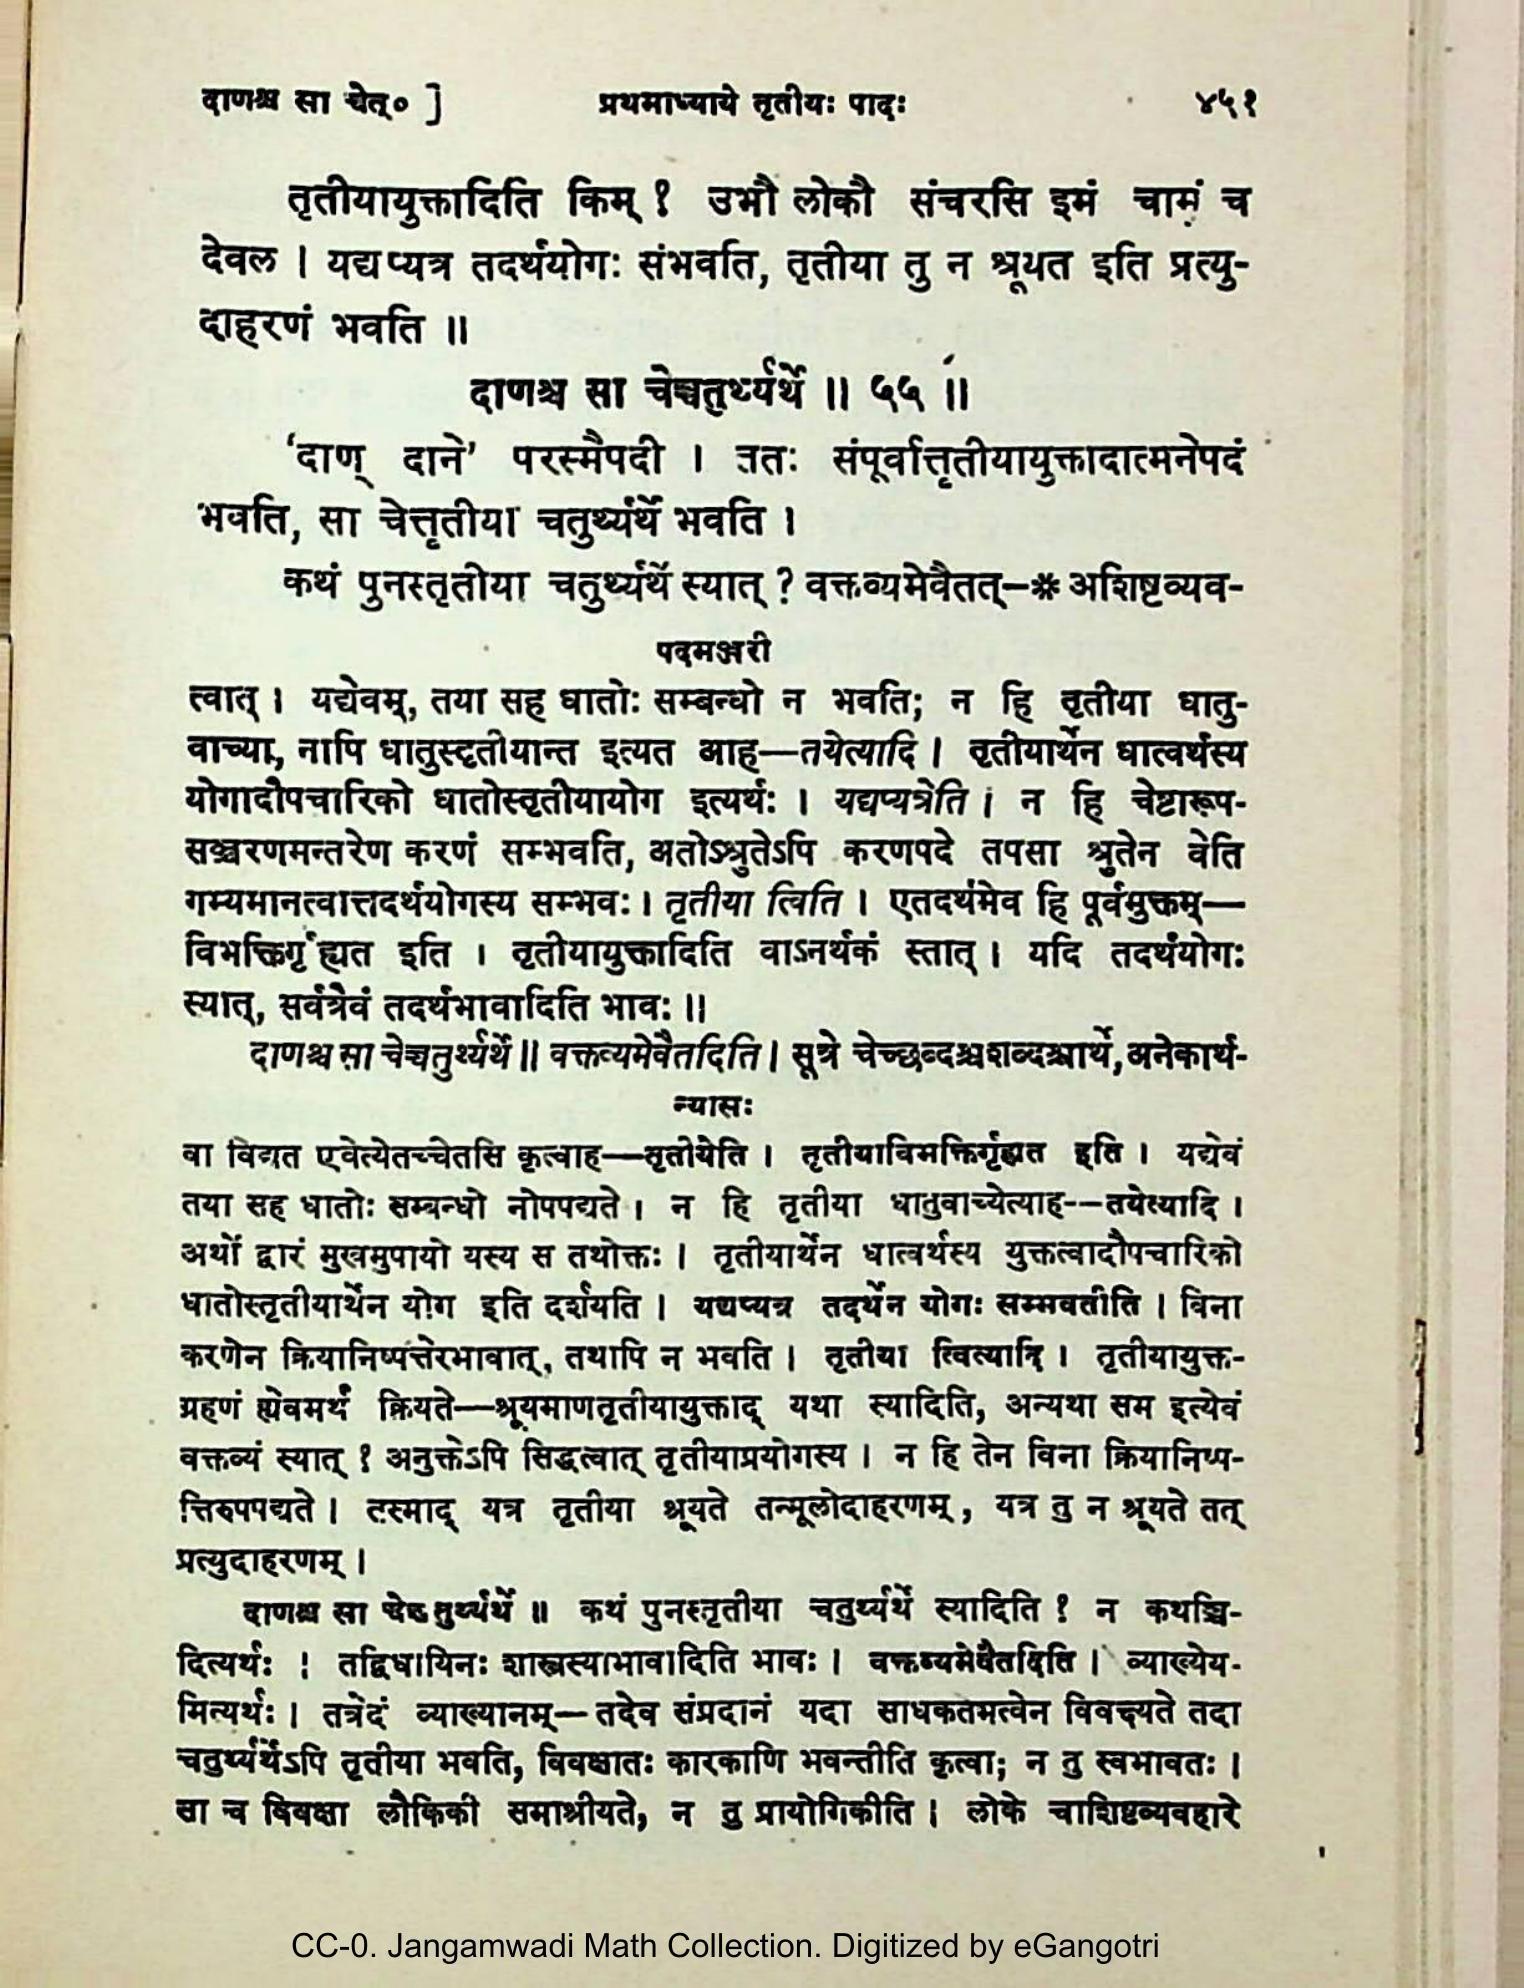 दाणश्च सा चेत्० ]	प्रथमाध्याये तृतीयः पादः	४५१
तृतीयायुक्तादिति किम् ? उभौ लोकौ संचरसि इमं चामुं च
देवल । यद्यप्यत्र तदर्थयोगः संभवति, तृतीया तु न श्रूयत इति प्रत्यु-
दाहरणं भवति ॥
दाणश्च सा चेच्चतुर्थ्यर्थे ॥ ५५ ॥
‘दाण् दाने’ परस्मैपदी । ततः संपूर्वात्तृतीयायुक्तादात्मनेपदं
भवति, सा चेत्तृतीया चतुर्थ्यर्थे भवति ।
कथं पुनस्तृतीया चतुर्थ्यर्थे स्यात् ? वक्तव्यमेवैतत्–❋ अशिष्टव्यव-
पदमञ्जरी
त्वात् । यद्येवम्, तया सह धातोः सम्बन्धो न भवति; न हि तृतीया धातु-
वाच्या, नापि धातुस्तृतीयान्त इत्यत आह—तयेत्यादि । तृतीयार्थेन धात्वर्थस्य
योगादौपचारिको धातोस्तृतीयायोग इत्यर्थः । यद्यप्यत्रेति । न हि चेष्टारूप-
सञ्चरणमन्तरेण करणं सम्भवति, अतोऽश्रुतेऽपि करणपदे तपसा श्रुतेन वेति
गम्यमानत्वात्तदर्थयोगस्य सम्भवः । तृतीया त्विति । एतदर्थमेव हि पूर्वमुक्तम्—
विभक्तिर्गृह्यत इति । तृतीयायुक्तादिति वाऽनर्थकं स्तात् । यदि तदर्थयोगः
स्यात्, सर्वत्रैवं तदर्थभावादिति भावः ॥
दाणश्च सा चेच्चतुर्थ्यर्थे ॥ वक्तव्यमेवैतदिति । सूत्रे चेच्छब्दश्चशब्दश्चार्थे, अनेकार्थ-
न्यासः
वा विद्यत एवेत्येतच्चेतसि कृत्वाह—तृतीयेति । तृतीयाविभक्तिर्गृह्यत इति । यद्येवं
तया सह धातोः सम्बन्धो नोपपद्यते । न हि तृतीया धातुवाच्येत्याह--तयेत्यादि ।
अर्थो द्वारं मुखमुपायो यस्य स तथोक्तः । तृतीयार्थेन धात्वर्थस्य युक्तत्वादौपचारिको
धातोस्तृतीयार्थेन योग इति दर्शयति । यद्यप्यत्र तदर्थेन योगः सम्भवतीति । विना
करणेन क्रियानिष्पत्तेरभावात्, तथापि न भवति । तृतीया त्वित्यादि । तृतीयायुक्त-
ग्रहणं ह्येवमर्थं क्रियते—श्रूयमाणतृतीयायुक्ताद् यथा स्यादिति, अन्यथा सम इत्येवं
वक्तव्यं स्यात् ? अनुक्तेऽपि सिद्धत्वात् तृतीयाप्रयोगस्य । न हि तेन विना क्रियानिष्प-
त्तिरुपपद्यते । तस्माद् यत्र तृतीया श्रूयते तन्मूलोदाहरणम्, यत्र तु न श्रूयते तत्
प्रत्युदाहरणम् ।
दाणश्च सा चेच्चतुर्थ्यर्थे ॥ कथं पुनस्तृतीया चतुर्थ्यर्थे स्यादिति ? न कथञ्चि-
दित्यर्थः । तद्विधायिनः शास्त्रस्याभावादिति भावः । वक्तव्यमेवैतदिति । व्याख्येय-
मित्यर्थः । तत्रेदं व्याख्यानम्—तदेव संप्रदानं यदा साधकतमत्वेन विवक्ष्यते तदा
चतुर्थ्यर्थेऽपि तृतीया भवति, विवक्षातः कारकाणि भवन्तीति कृत्वा; न तु स्वभावतः ।
सा च विवक्षा लौकिकी समाश्रीयते, न तु प्रायोगिकीति । लोके चाशिष्टव्यवहारे
CC-0. Jangamwadi Math Collection. Digitized by eGangotri